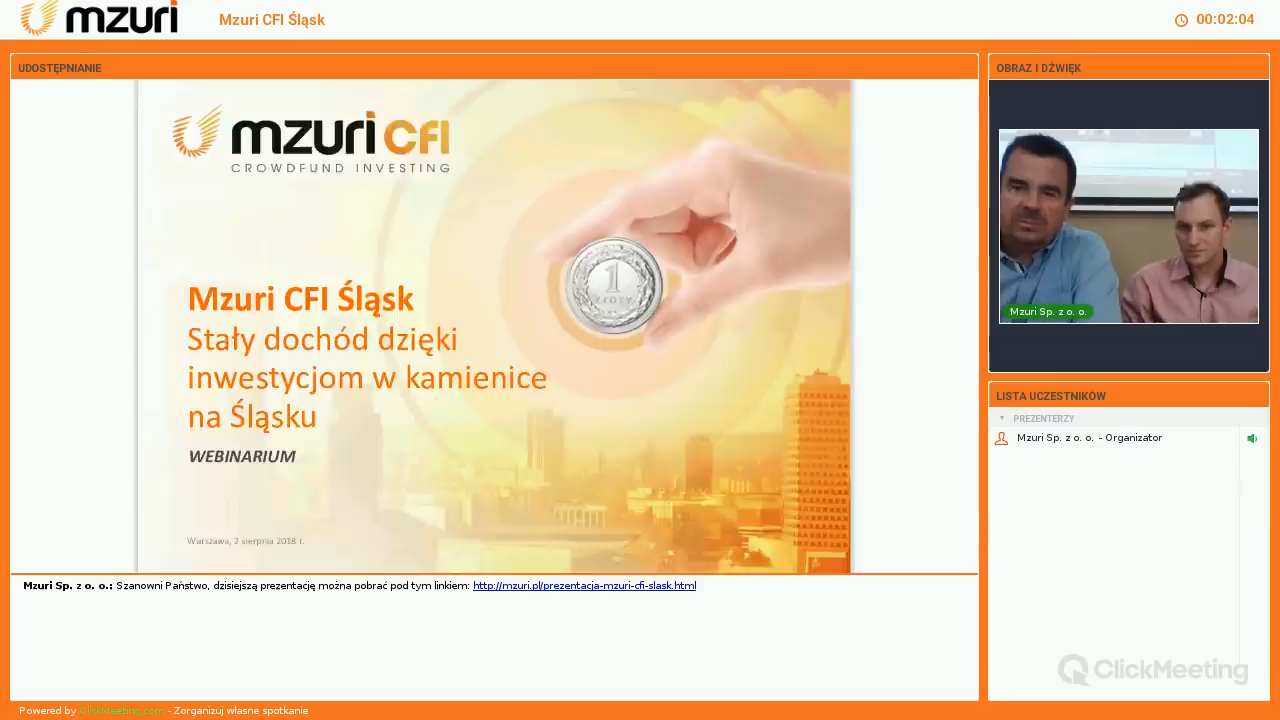 mzuri
Mzuri CFI Śląsk
00:02:04
UDOSTĘPNIANIE
mzuri CFI
CROWDFUND INVESTING
1
ZŁOTY
Mzuri CFI Śląsk
Stały dochód dzięki
inwestycjom w kamienice
na Śląsku
WEBINARIUM
Warszawa, 2 sierpnia 2018 r.
Mzuri Sp. z o. o.: Szanowni Państwo, dzisiejszą prezentację można pobrać pod tym linkiem: http://mzuri.pl/prezentacja-mzuri-cfi-slask.html
OBRAZ I DŹWIĘK
Mzuri Sp. z o. o.
LISTA UCZESTNIKÓW
PREZENTERZY
Mzuri Sp. z o. o. - Organizator
ClickMeeting
Powered by ClickMeeting.com - Zorganizuj własne spotkanie